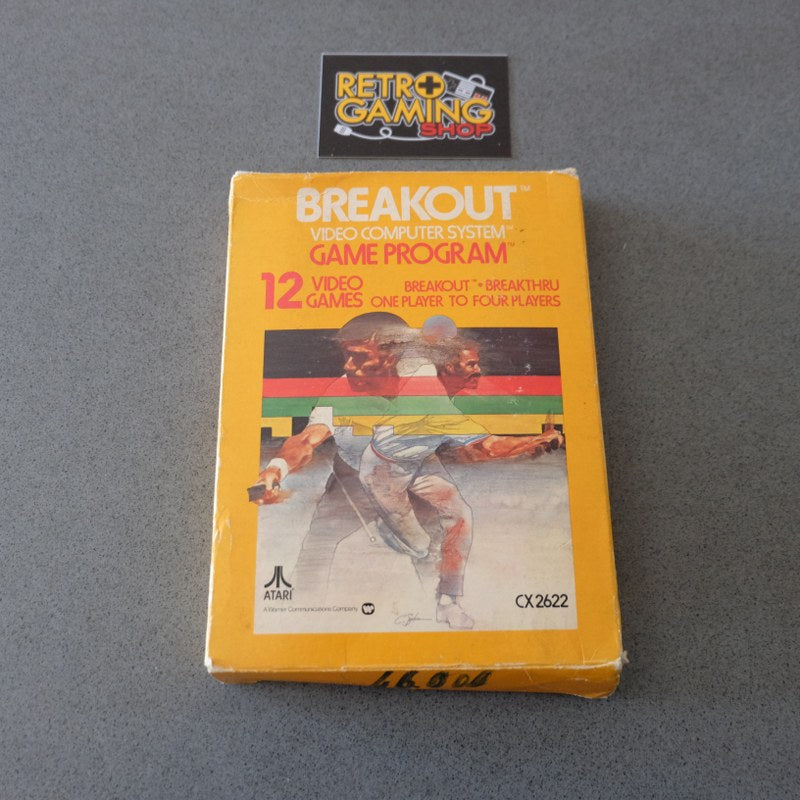 RETRO
GAMING
SHOP
BREAKOUT™
VIDEO COMPUTER SYSTEM™
GAME PROGRAM™
12 VIDEO GAMES
BREAKOUT™ • BREAKTHRU
ONE PLAYER TO FOUR PLAYERS
ATARI®
A Warner Communications Company
CX2622